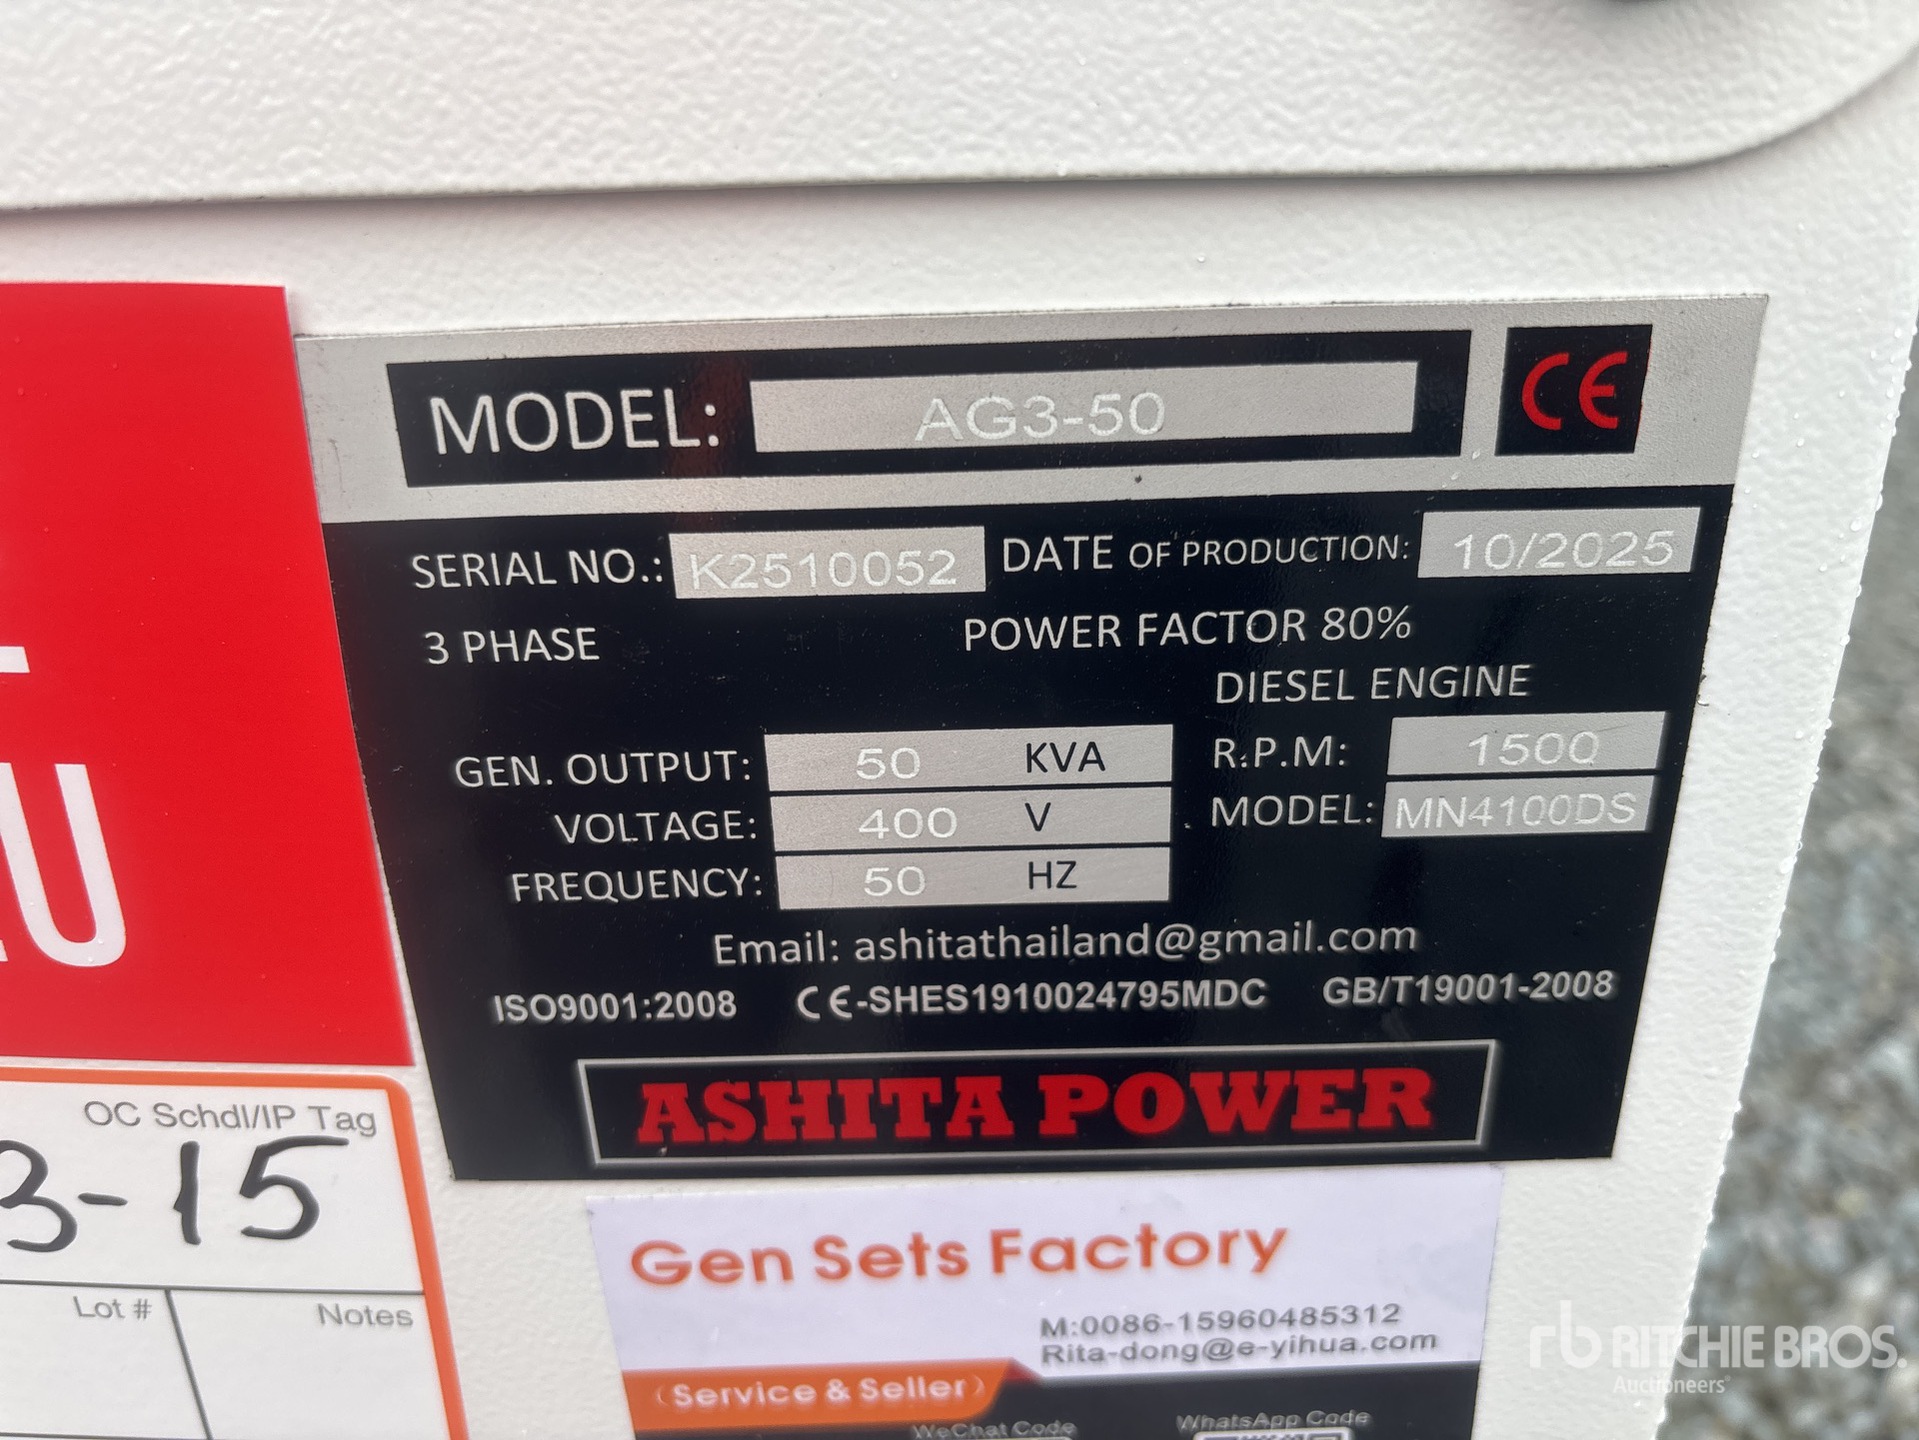 MODEL: AG3-50 CE
SERIAL NO.: K2510052 DATE OF PRODUCTION: 10/2025
3 PHASE POWER FACTOR 80%
DIESEL ENGINE
GEN. OUTPUT: 50 KVA R.P.M: 1500
VOLTAGE: 400 V MODEL: MN4100DS
FREQUENCY: 50 HZ
Email: ashitathailand@gmail.com
ISO9001:2008 CE-SHES1910024795MDC GB/T19001-2008
ASHITA POWER
OC Schdl/IP Tag
3-15
Lot # Notes
Gen Sets Factory
M:0086-15960485312
Rita-dong@e-yihua.com
(Service & Seller)
WeChat Code WhatsApp Code
rb RITCHIE BROS.
Auctioneers